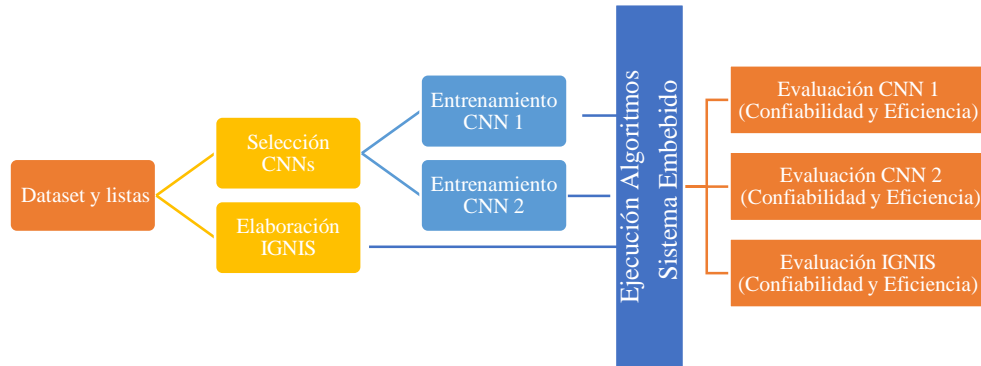 Dataset y listas
Selección
CNNs
Elaboración
IGNIS
Entrenamiento
CNN 1
Entrenamiento
CNN 2
Ejecución Algoritmos
Sistema Embebido
Evaluación CNN 1
(Confiabilidad y Eficiencia)
Evaluación CNN 2
(Confiabilidad y Eficiencia)
Evaluación IGNIS
(Confiabilidad y Eficiencia)